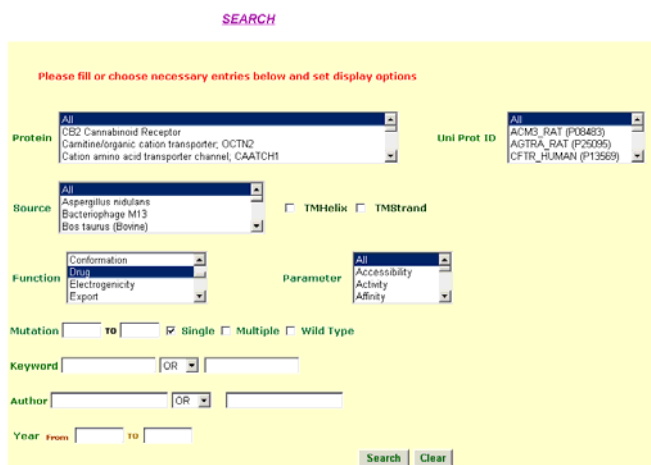 SEARCH
Please fill or choose necessary entries below and set display options
Protein All Uni Prot ID All
CB2 Cannabinoid Receptor ACM3_RAT (P08483)
Carnitine/organic cation transporter; OCTN2 AGTRA_RAT (P25095)
Cation amino acid transporter channel; CAATCH1 CFTR_HUMAN (P13569)
Source All TMHelix TMStrand
Aspergillus nidulans
Bacteriophage M13
Bos taurus (Bovine)
Function Conformation Parameter All
Drug Accessibility
Electrogenicity Activity
Export Affinity
Mutation TO Single Multiple Wild Type
Keyword OR
Author OR
Year From TO
Search Clear